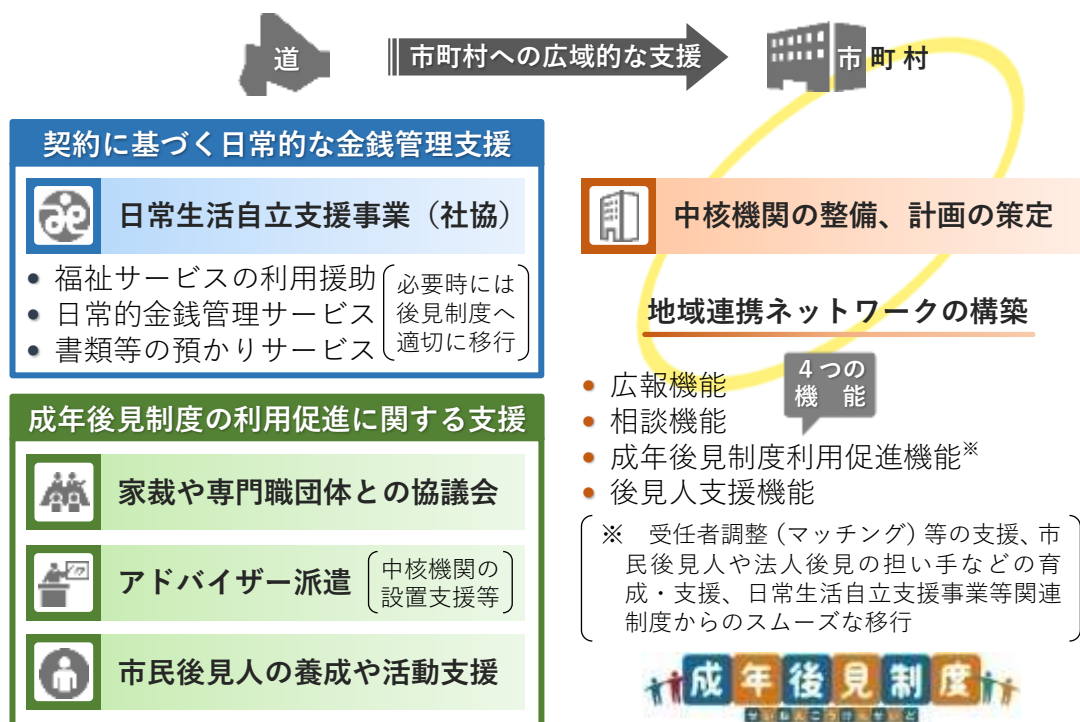 道
市町村への広域的な支援
市町村
契約に基づく日常的な金銭管理支援
日常生活自立支援事業（社協）
• 福祉サービスの利用援助
• 日常的金銭管理サービス
• 書類等の預かりサービス
必要時には
後見制度へ
適切に移行
成年後見制度の利用促進に関する支援
家裁や専門職団体との協議会
アドバイザー派遣
中核機関の
設置支援等
市民後見人の養成や活動支援
中核機関の整備、計画の策定
地域連携ネットワークの構築
４つの
機　能
• 広報機能
• 相談機能
• 成年後見制度利用促進機能※
• 後見人支援機能
※　受任者調整（マッチング）等の支援、市
民後見人や法人後見の担い手などの育
成・支援、日常生活自立支援事業等関連
制度からのスムーズな移行
成年後見制度
せいねんこうけんせいど